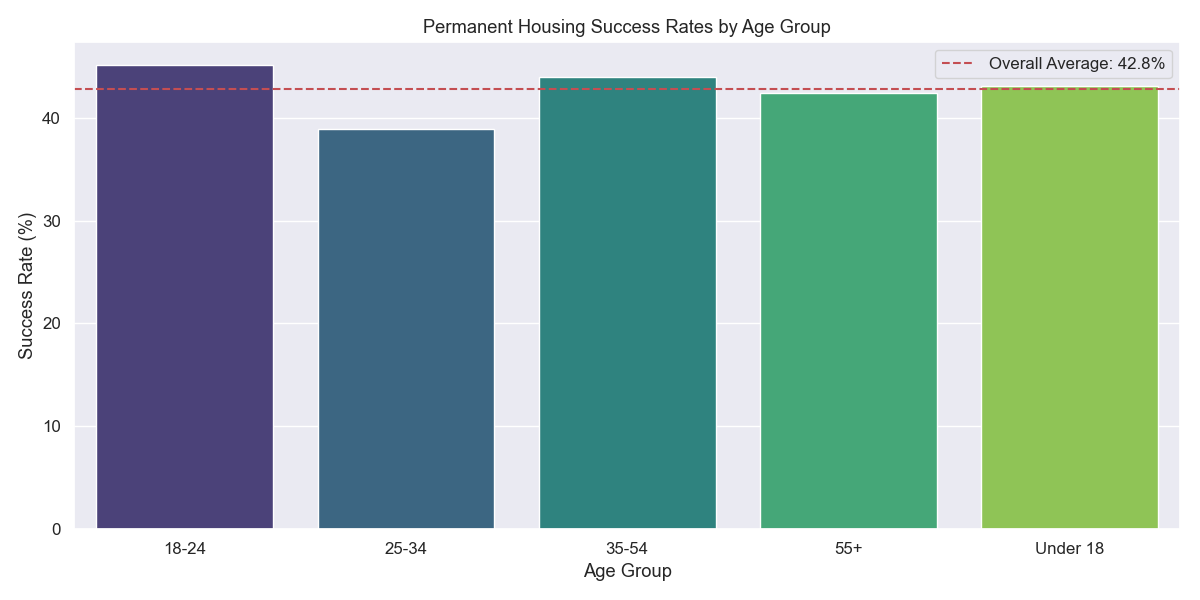 Permanent Housing Success Rates by Age Group
Overall Average: 42.8%
Success Rate (%)
40
30
20
10
0
18-24
25-34
35-54
55+
Under 18
Age Group